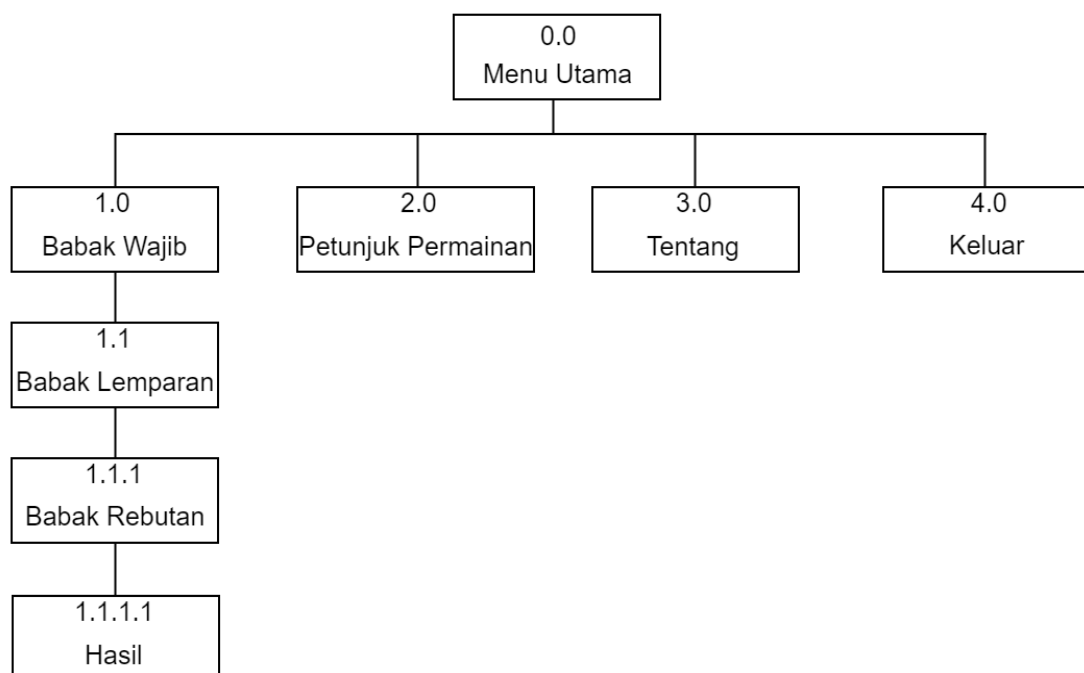 0.0
Menu Utama
1.0
Babak Wajib
2.0
Petunjuk Permainan
3.0
Tentang
4.0
Keluar
1.1
Babak Lemparan
1.1.1
Babak Rebutan
1.1.1.1
Hasil